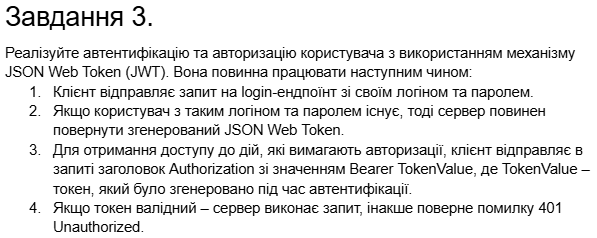 Завдання 3.
Реалізуйте автентифікацію та авторизацію користувача з використанням механізму
JSON Web Token (JWT). Вона повинна працювати наступним чином:
1. Клієнт відправляє запит на login-ендпоїнт зі своїм логіном та паролем.
2. Якщо користувач з таким логіном та паролем існує, тоді сервер повинен
повернути згенерований JSON Web Token.
3. Для отримання доступу до дій, які вимагають авторизації, клієнт відправляє в
запиті заголовок Authorization зі значенням Bearer TokenValue, де TokenValue –
токен, який було згенеровано під час автентифікації.
4. Якщо токен валідний – сервер виконає запит, інакше поверне помилку 401
Unauthorized.